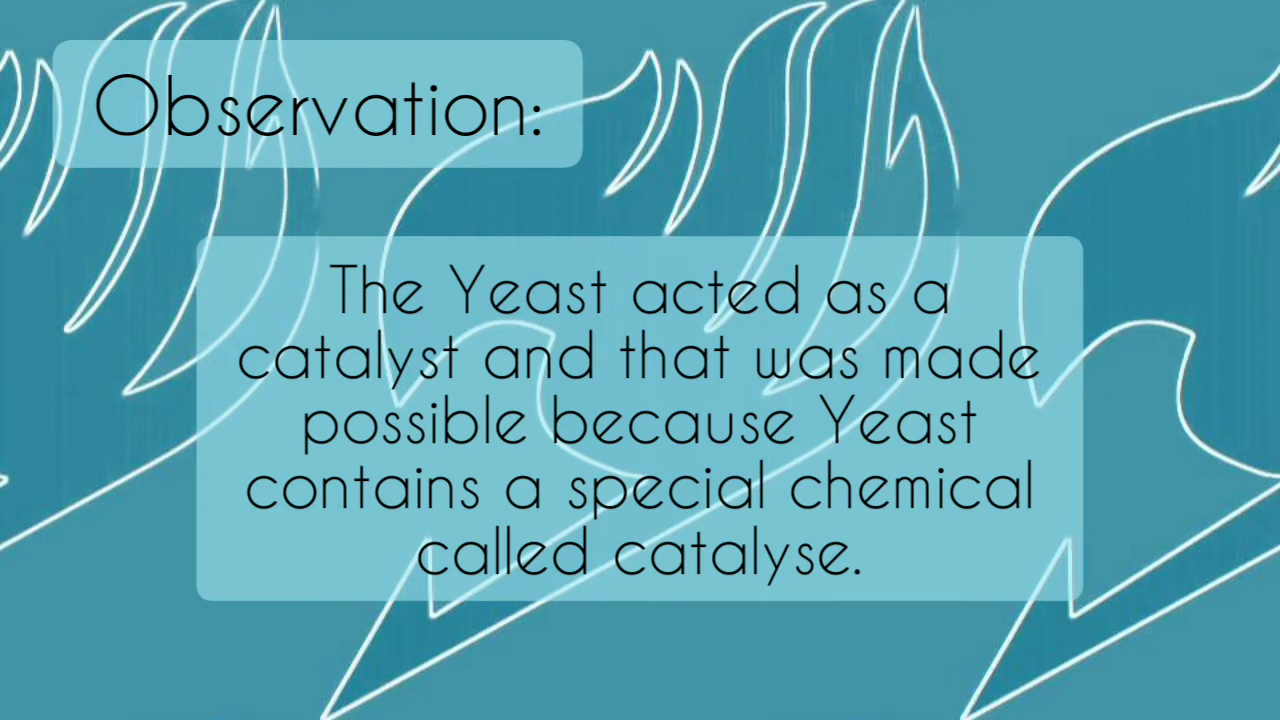 Observation:
The Yeast acted as a
catalyst and that was made
possible because Yeast
contains a special chemical
called catalyse.